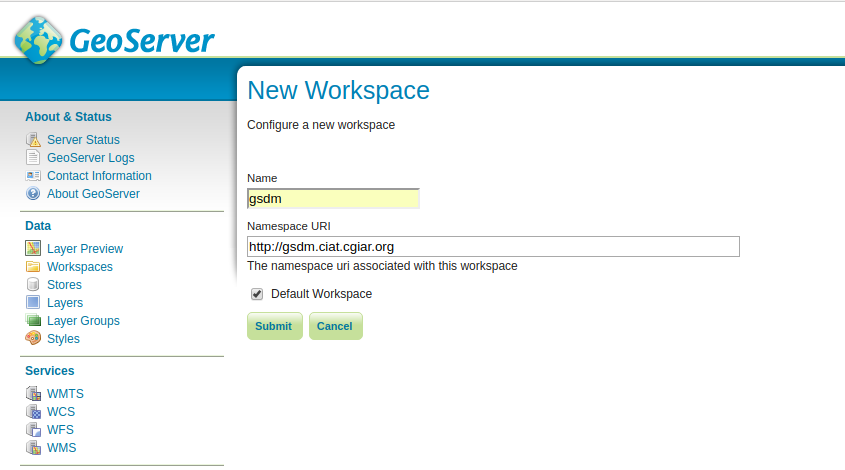 GeoServer
About & Status
Server Status
GeoServer Logs
Contact Information
About GeoServer
Data
Layer Preview
Workspaces
Stores
Layers
Layer Groups
Styles
Services
WMTS
WCS
WFS
WMS
New Workspace
Configure a new workspace
Name
gsdm
Namespace URI
http://gsdm.ciat.cgiar.org
The namespace uri associated with this workspace
Default Workspace
Submit Cancel